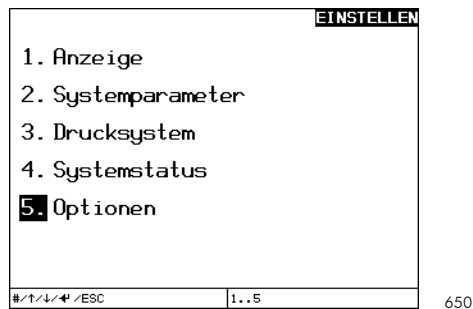 EINSTELLEN
1. Anzeige
2. Systemparameter
3. Drucksystem
4. Systemstatus
5. Optionen
#/↑/↓/↵/ESC 1..5
650